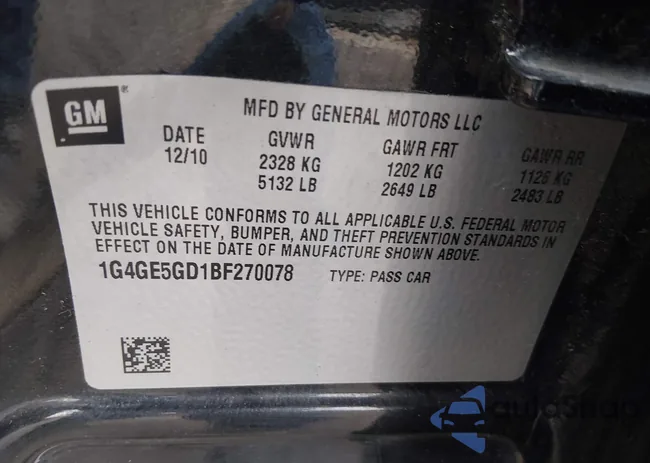 GM
MFD BY GENERAL MOTORS LLC
DATE GVWR GAWR FRT GAWR RR
12/10 2328 KG 1202 KG 1126 KG
5132 LB 2649 LB 2483 LB
THIS VEHICLE CONFORMS TO ALL APPLICABLE U.S. FEDERAL MOTOR
VEHICLE SAFETY, BUMPER, AND THEFT PREVENTION STANDARDS IN
EFFECT ON THE DATE OF MANUFACTURE SHOWN ABOVE.
1G4GE5GD1BF270078 TYPE: PASS CAR